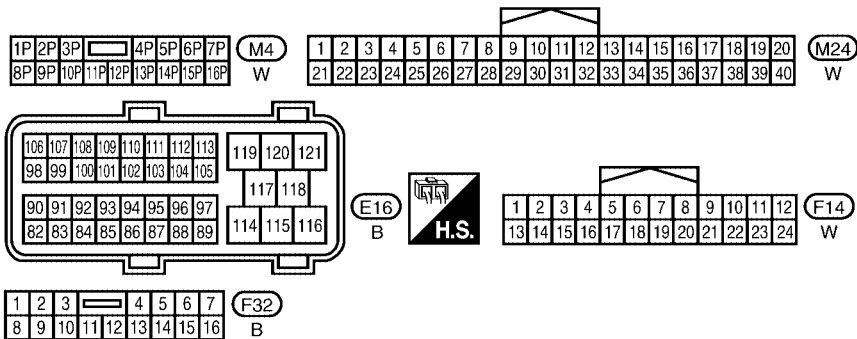 1P 2P 3P 4P 5P 6P 7P M4
8P 9P 10P 11P 12P 13P 14P 15P 16P W
1 2 3 4 5 6 7 8 9 10 11 12 13 14 15 16 17 18 19 20 M24
21 22 23 24 25 26 27 28 29 30 31 32 33 34 35 36 37 38 39 40 W
106 107 108 109 110 111 112 113
98 99 100 101 102 103 104 105
90 91 92 93 94 95 96 97
82 83 84 85 86 87 88 89
119 120 121
117 118
114 115 116
E16
B
H.S.
1 2 3 4 5 6 7 8 9 10 11 12 F14
13 14 15 16 17 18 19 20 21 22 23 24 W
1 2 3 4 5 6 7 F32
8 9 10 11 12 13 14 15 16 B